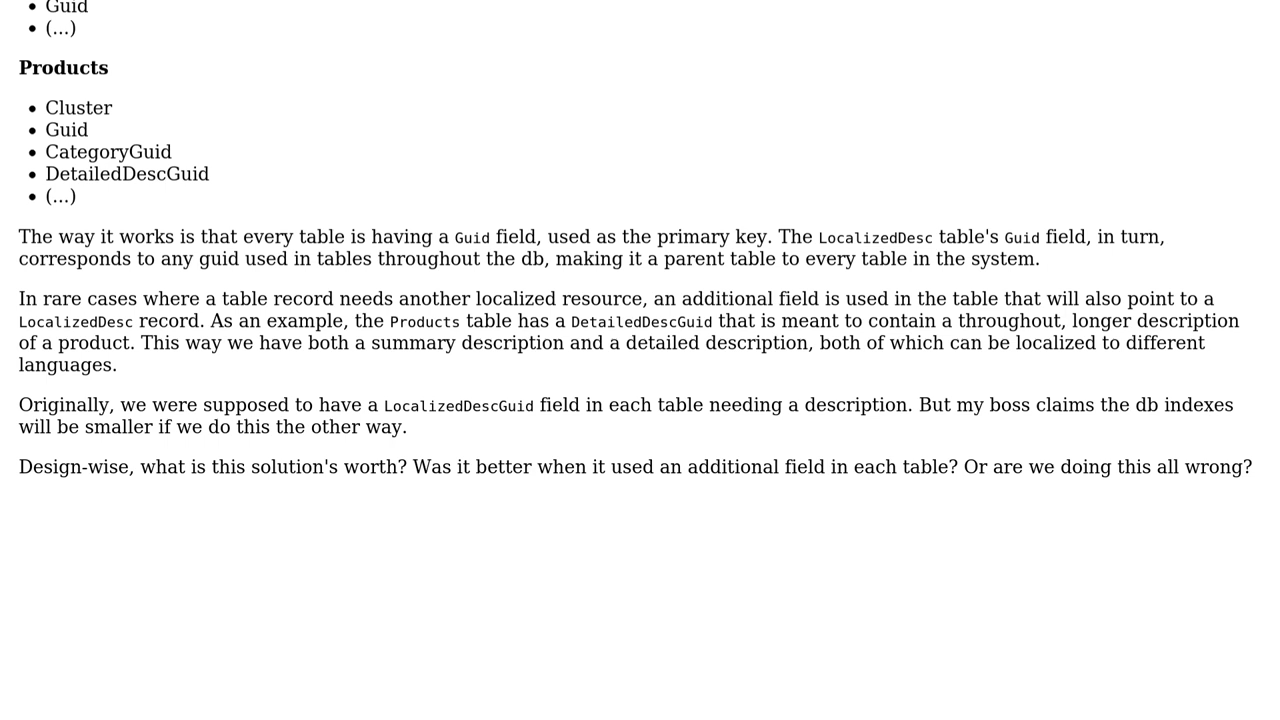 Guid
(...)
Products
Cluster
Guid
CategoryGuid
DetailedDescGuid
(...)
The way it works is that every table is having a Guid field, used as the primary key. The LocalizedDesc table's Guid field, in turn,
corresponds to any guid used in tables throughout the db, making it a parent table to every table in the system.
In rare cases where a table record needs another localized resource, an additional field is used in the table that will also point to a
LocalizedDesc record. As an example, the Products table has a DetailedDescGuid that is meant to contain a throughout, longer description
of a product. This way we have both a summary description and a detailed description, both of which can be localized to different
languages.
Originally, we were supposed to have a LocalizedDescGuid field in each table needing a description. But my boss claims the db indexes
will be smaller if we do this the other way.
Design-wise, what is this solution's worth? Was it better when it used an additional field in each table? Or are we doing this all wrong?